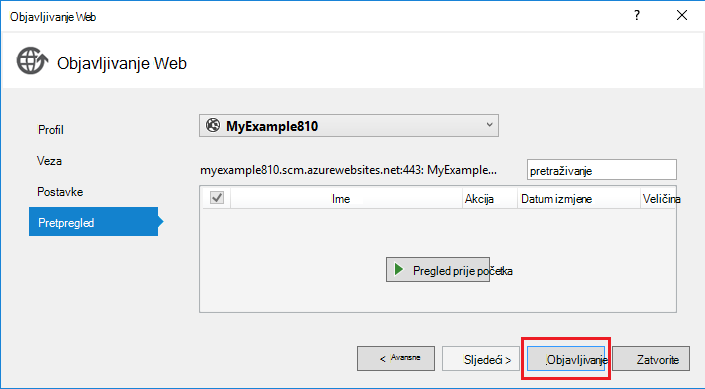 Objavljivanje Web
?
Objavljivanje Web
Profil
Veza
Postavke
Pretpregled
MyExample810
myexample810.scm.azurewebsites.net:443: MyExample...
pretraživanje
Ime Akcija Datum izmjene Veličina
Pregled prije početka
< Avansne Sljedeći > ,Objavljivanje Zatvorite